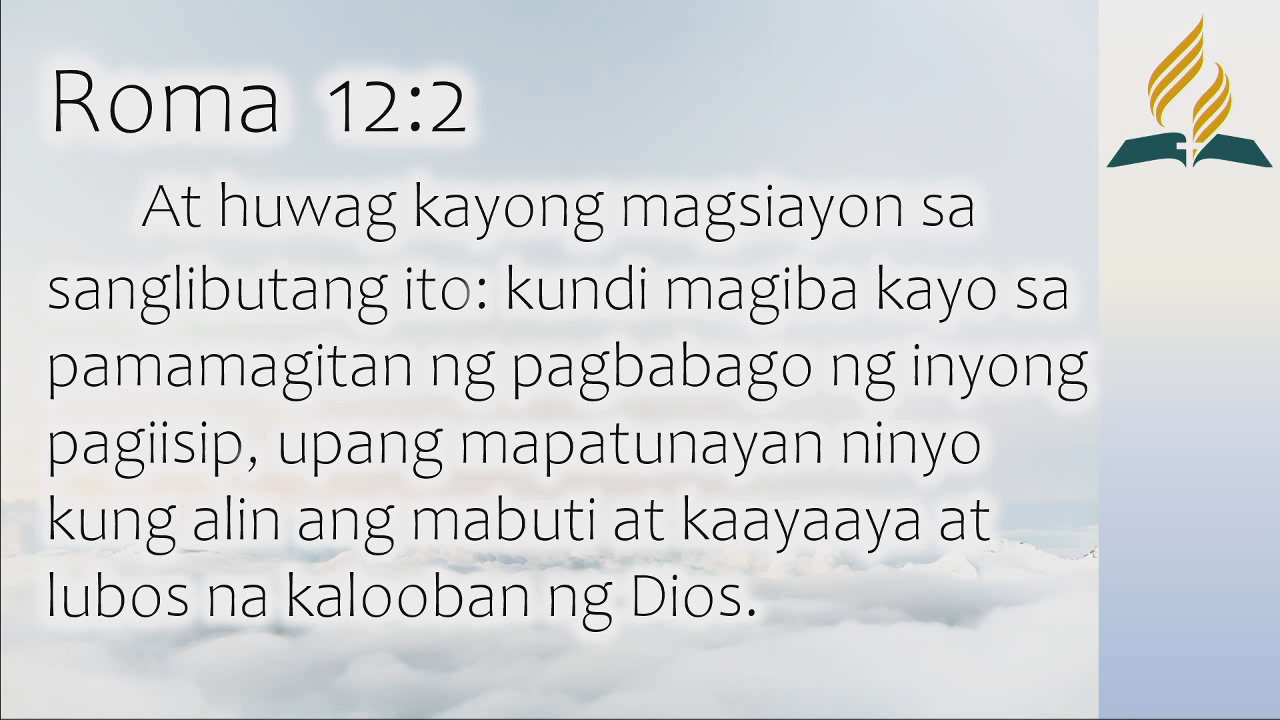 Roma 12:2
At huwag kayong magsiayon sa
sanglibutang ito: kundi magiba kayo sa
pamamagitan ng pagbabago ng inyong
pagiisip, upang mapatunayan ninyo
kung alin ang mabuti at kaayaaya at
lubos na kalooban ng Dios.